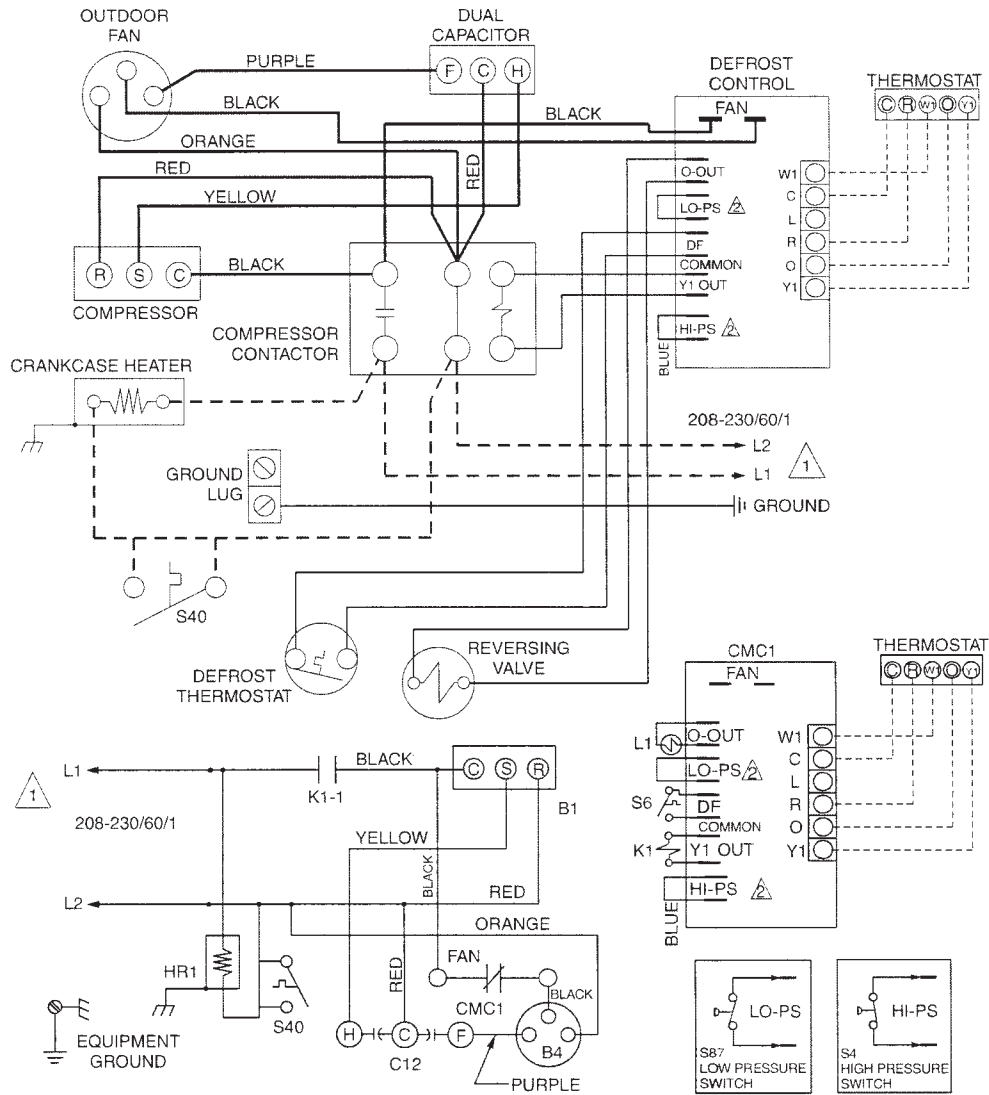 OUTDOOR
FAN
DUAL
CAPACITOR
F C H
PURPLE
BLACK
ORANGE
RED
YELLOW
RED
BLACK
DEFROST
CONTROL
FAN
THERMOSTAT
C R W1 O Y1
O-OUT
LO-PS 2
DF
COMMON
Y1 OUT
HI-PS 2
BLUE
W1
C
L
R
O
Y1
R S C
BLACK
COMPRESSOR
COMPRESSOR
CONTACTOR
CRANKCASE HEATER
208-230/60/1
L2
L1
1
GROUND
LUG
GROUND
S40
DEFROST
THERMOSTAT
REVERSING
VALVE
CMC1
FAN
THERMOSTAT
C R W1 O Y1
L1
O-OUT
LO-PS 2
S6
DF
COMMON
K1
Y1 OUT
HI-PS 2
BLUE
W1
C
L
R
O
Y1
L1
1
208-230/60/1
K1-1
BLACK
C S R
B1
YELLOW
BLACK
RED
L2
ORANGE
HR1
S40
RED
FAN
CMC1
BLACK
H C F
C12
B4
PURPLE
EQUIPMENT
GROUND
LO-PS
S87
LOW PRESSURE
SWITCH
HI-PS
S4
HIGH PRESSURE
SWITCH